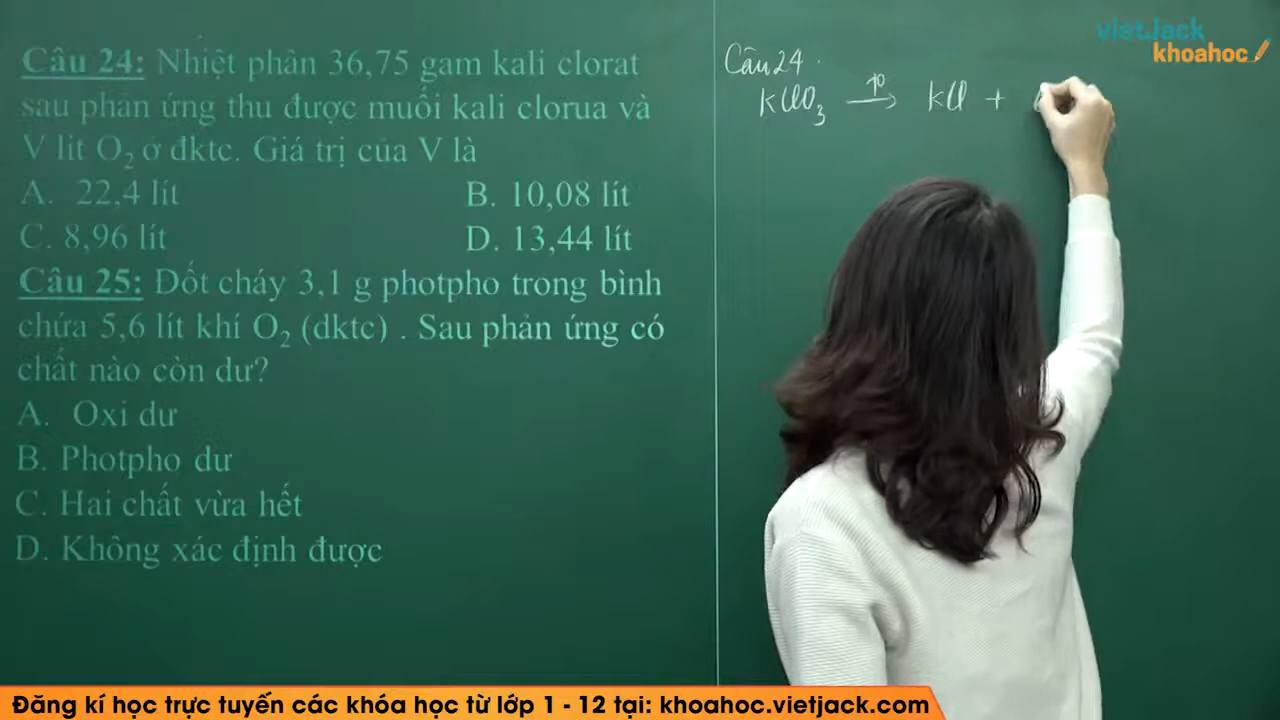 Câu 24: Nhiệt phân 36,75 gam kali clorat
sau phản ứng thu được muối kali clorua và
V lít O₂ ở đktc. Giá trị của V là
A. 22,4 lít
B. 10,08 lít
C. 8,96 lít
D. 13,44 lít
Câu 25: Đốt cháy 3,1 g photpho trong bình
chứa 5,6 lít khí O₂ (đktc) . Sau phản ứng có
chất nào còn dư?
A. Oxi dư
B. Photpho dư
C. Hai chất vừa hết
D. Không xác định được
Câu 24.
KClO₃ →(t°) KCl +
vietjack
khoahoc
Đăng kí học trực tuyến các khóa học từ lớp 1 - 12 tại: khoahoc.vietjack.com